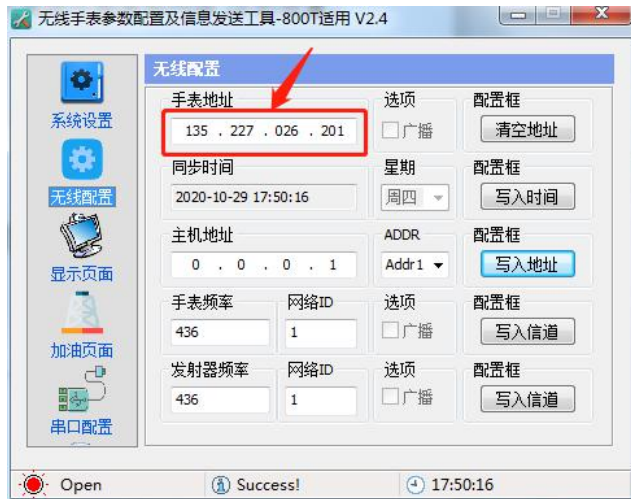 无线手表参数配置及信息发送工具-800T适用 V2.4
系统设置
无线配置
显示页面
加油页面
串口配置
无线配置
手表地址 选项 配置框
135 . 227 . 026 . 201 广播 清空地址
同步时间 星期 配置框
2020-10-29 17:50:16 周四 写入时间
主机地址 ADDR 配置框
0 . 0 . 0 . 1 Addr1 写入地址
手表频率 网络ID 选项 配置框
436 1 广播 写入信道
发射器频率 网络ID 选项 配置框
436 1 广播 写入信道
Open Success! 17:50:16